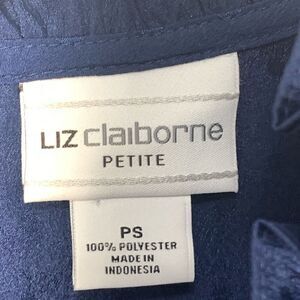 Liz claiborne
PETITE
PS
100% POLYESTER
MADE IN
INDONESIA